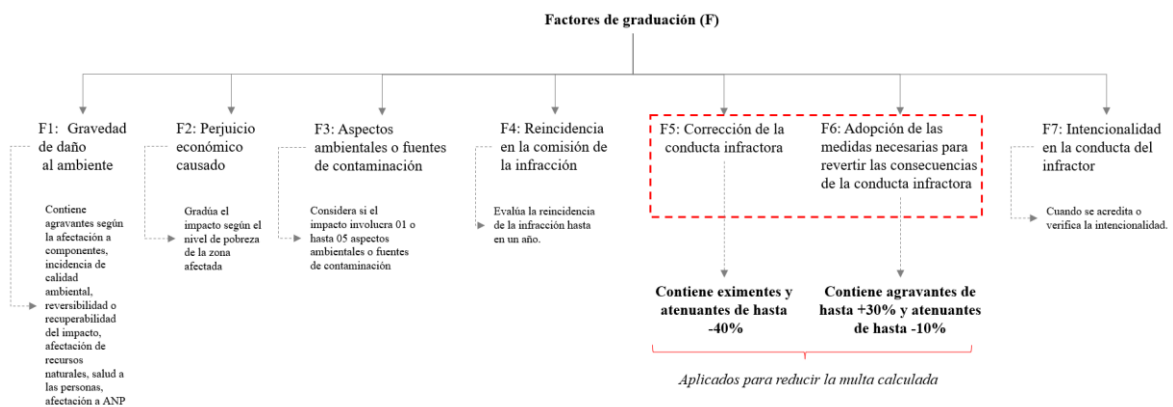 Factores de graduación (F)
F1: Gravedad
de daño
al ambiente
Contiene
agravantes según
la afectación a
componentes,
incidencia de
calidad
ambiental,
reversibilidad o
recuperabilidad
del impacto,
afectación de
recursos
naturales, salud a
las personas,
afectación a ANP
F2: Perjuicio
económico
causado
Gradúa el
impacto según el
nivel de pobreza
de la zona
afectada
F3: Aspectos
ambientales o fuentes
de contaminación
Considera si el
impacto involucra 01 o
hasta 05 aspectos
ambientales o fuentes
de contaminación
F4: Reincidencia
en la comisión de
la infracción
Evalúa la reincidencia
de la infracción hasta
en un año.
F5: Corrección de la
conducta infractora
Contiene eximentes y
atenuantes de hasta
-40%
F6: Adopción de las
medidas necesarias para
revertir las consecuencias
de la conducta infractora
Contiene agravantes de
hasta +30% y atenuantes
de hasta -10%
Aplicados para reducir la multa calculada
F7: Intencionalidad
en la conducta del
infractor
Cuando se acredita o
verifica la intencionalidad.